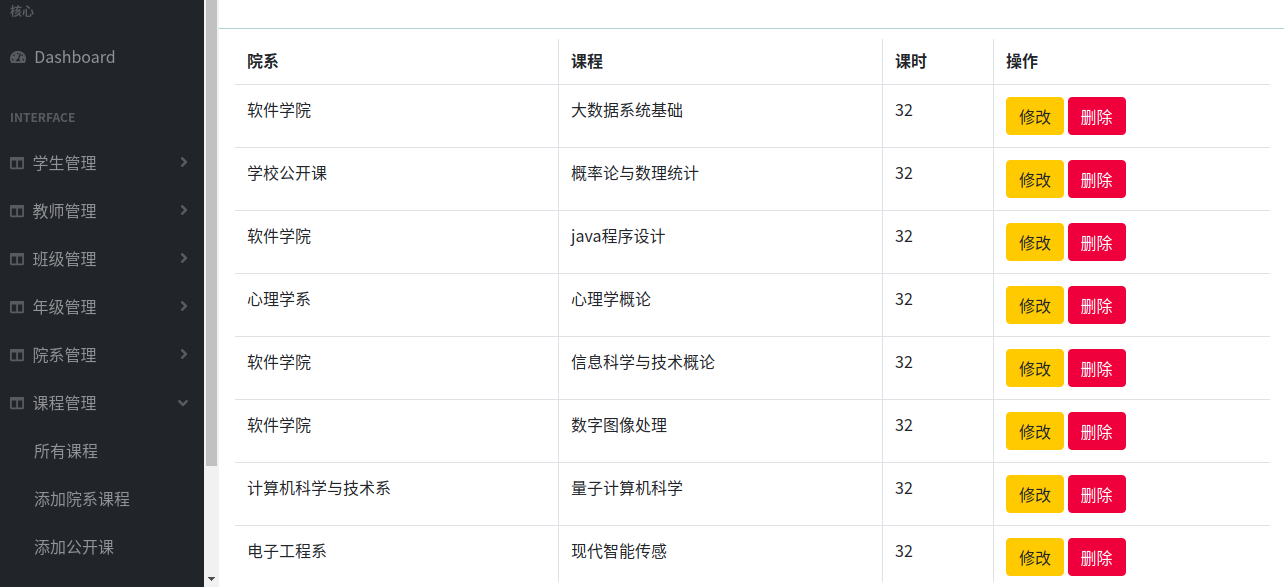 核心
Dashboard
INTERFACE
学生管理
教师管理
班级管理
年级管理
院系管理
课程管理
所有课程
添加院系课程
添加公开课
院系 课程 课时 操作
软件学院 大数据系统基础 32 修改 删除
学校公开课 概率论与数理统计 32 修改 删除
软件学院 java程序设计 32 修改 删除
心理学系 心理学概论 32 修改 删除
软件学院 信息科学与技术概论 32 修改 删除
软件学院 数字图像处理 32 修改 删除
计算机科学与技术系 量子计算机科学 32 修改 删除
电子工程系 现代智能传感 32 修改 删除